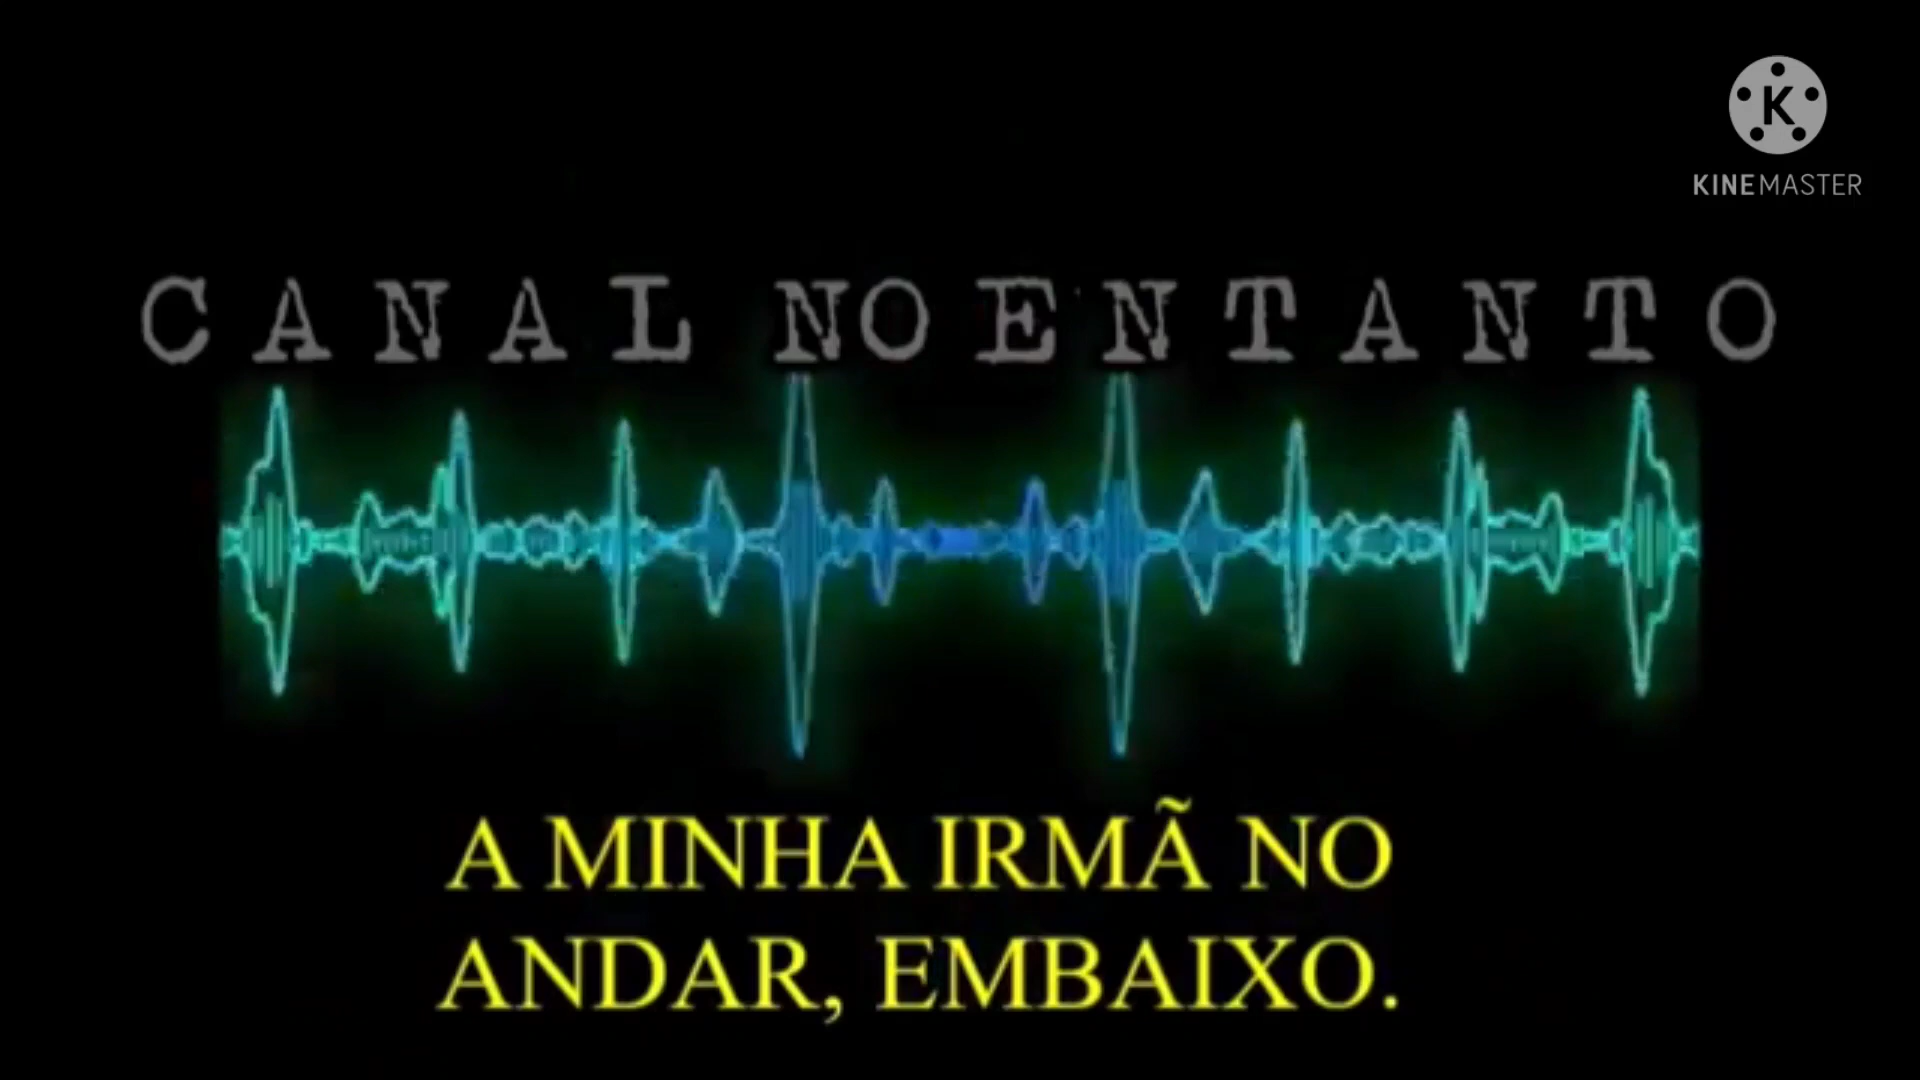 K
KINEMASTER
CANAL NOENTANTO
A MINHA IRMÃ NO
ANDAR, EMBAIXO.